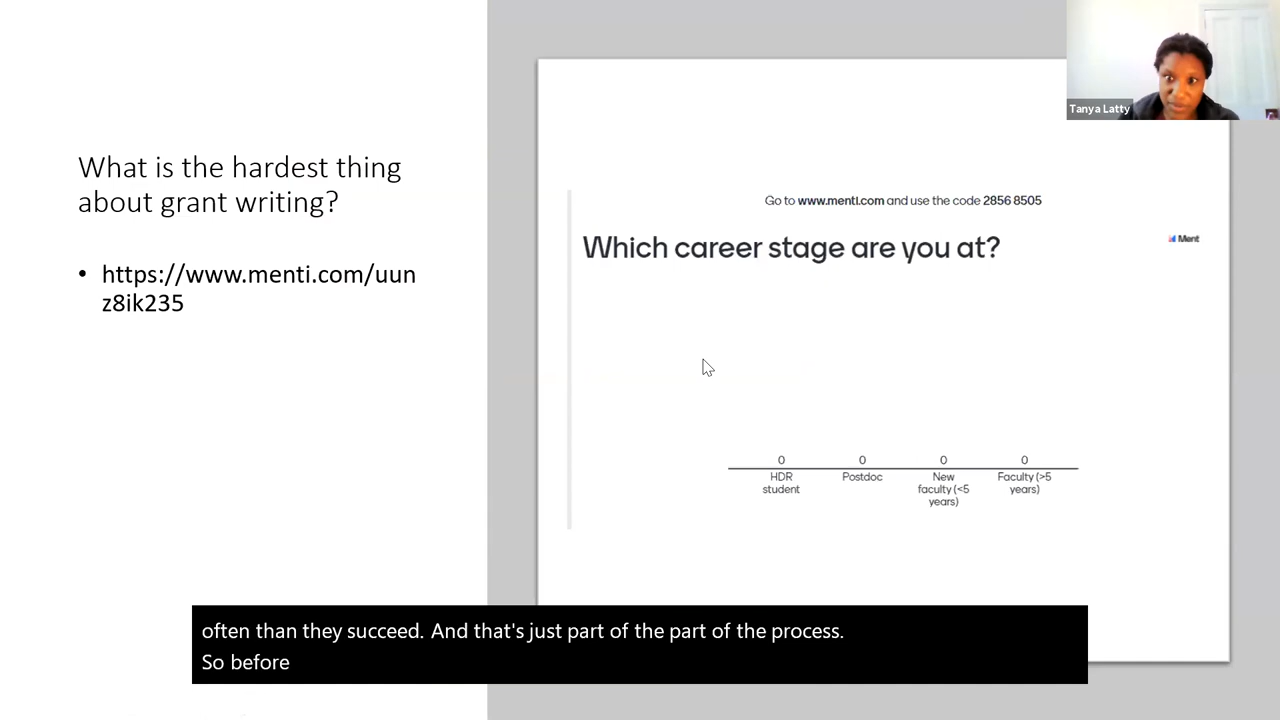 Tanya Latty
What is the hardest thing
about grant writing?
• https://www.menti.com/uun
z8ik235
Go to www.menti.com and use the code 2856 8505
Which career stage are you at?
Ment
0 0 0 0
HDR
student
Postdoc
New
faculty (<5
years)
Faculty (>5
years)
often than they succeed. And that's just part of the part of the process.
So before